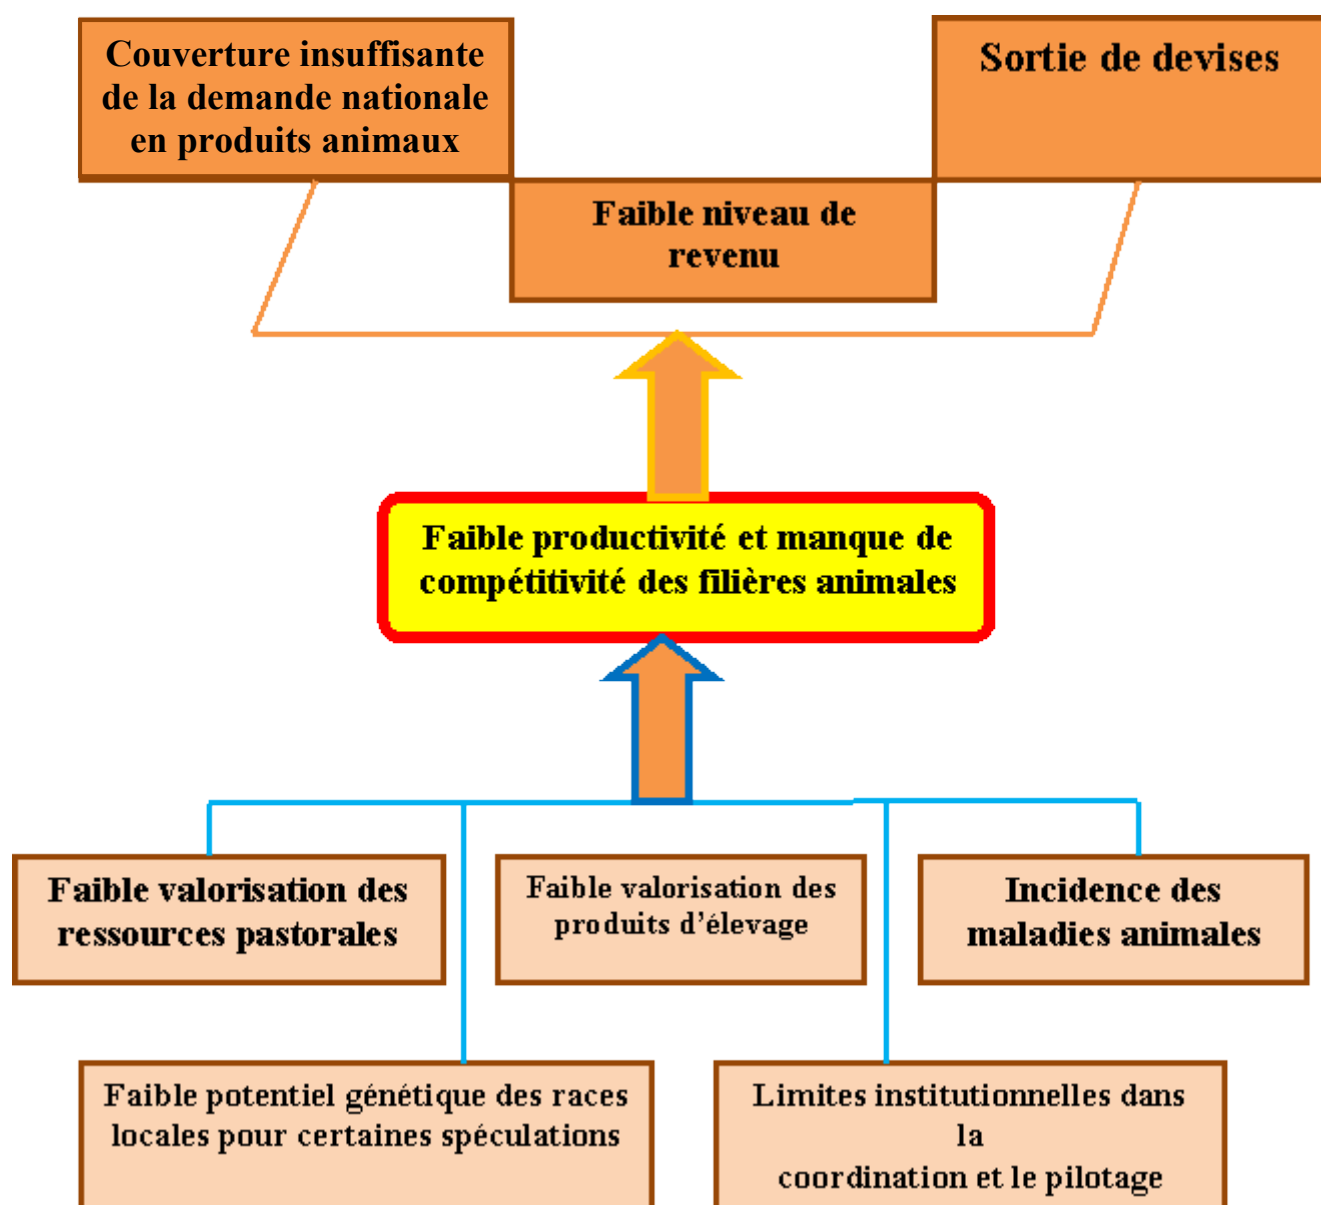 Couverture insuffisante
de la demande nationale
en produits animaux
Sortie de devises
Faible niveau de
revenu
Faible productivité et manque de
compétitivité des filières animales
Faible valorisation des
ressources pastorales
Faible valorisation des
produits d'élevage
Incidence des
maladies animales
Faible potentiel génétique des races
locales pour certaines spéculations
Limites institutionnelles dans
la
coordination et le pilotage